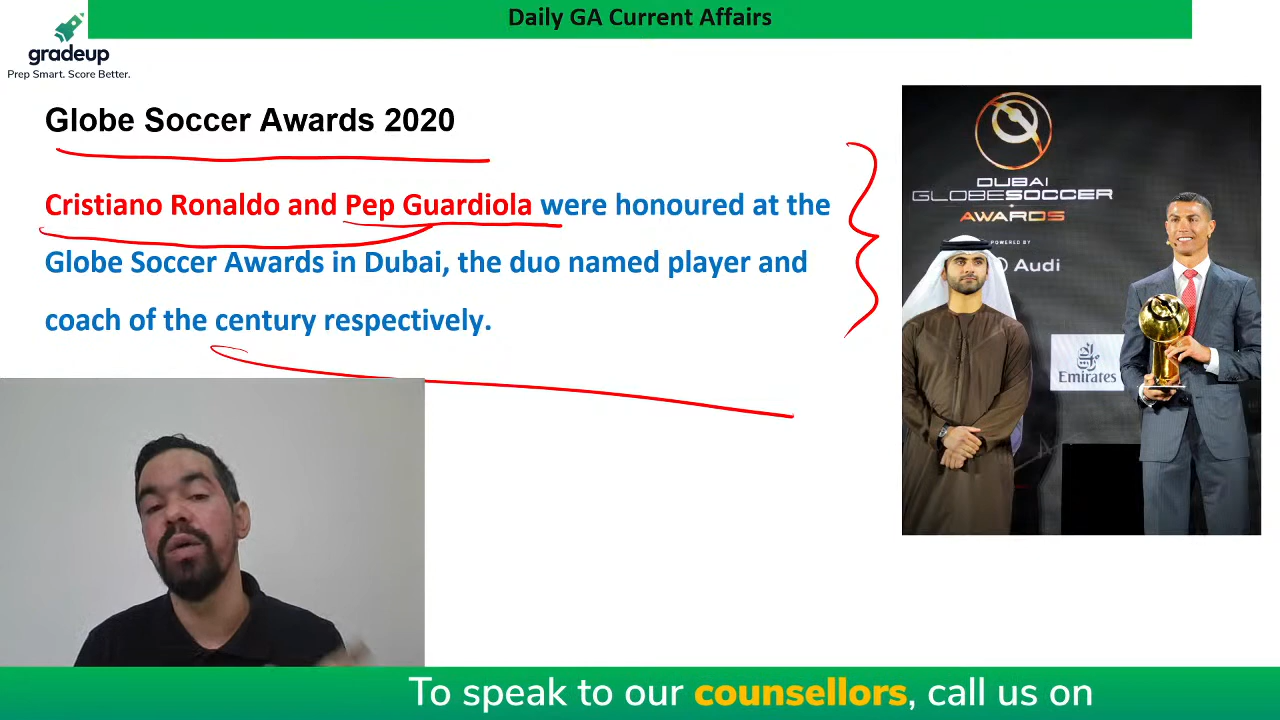 Daily GA Current Affairs
gradeup
Prep Smart. Score Better.
Globe Soccer Awards 2020
Cristiano Ronaldo and Pep Guardiola were honoured at the
Globe Soccer Awards in Dubai, the duo named player and
coach of the century respectively.
DUBAI
GLOBE SOCCER
AWARDS
POWERED BY
Audi
Emirates
To speak to our counsellors, call us on